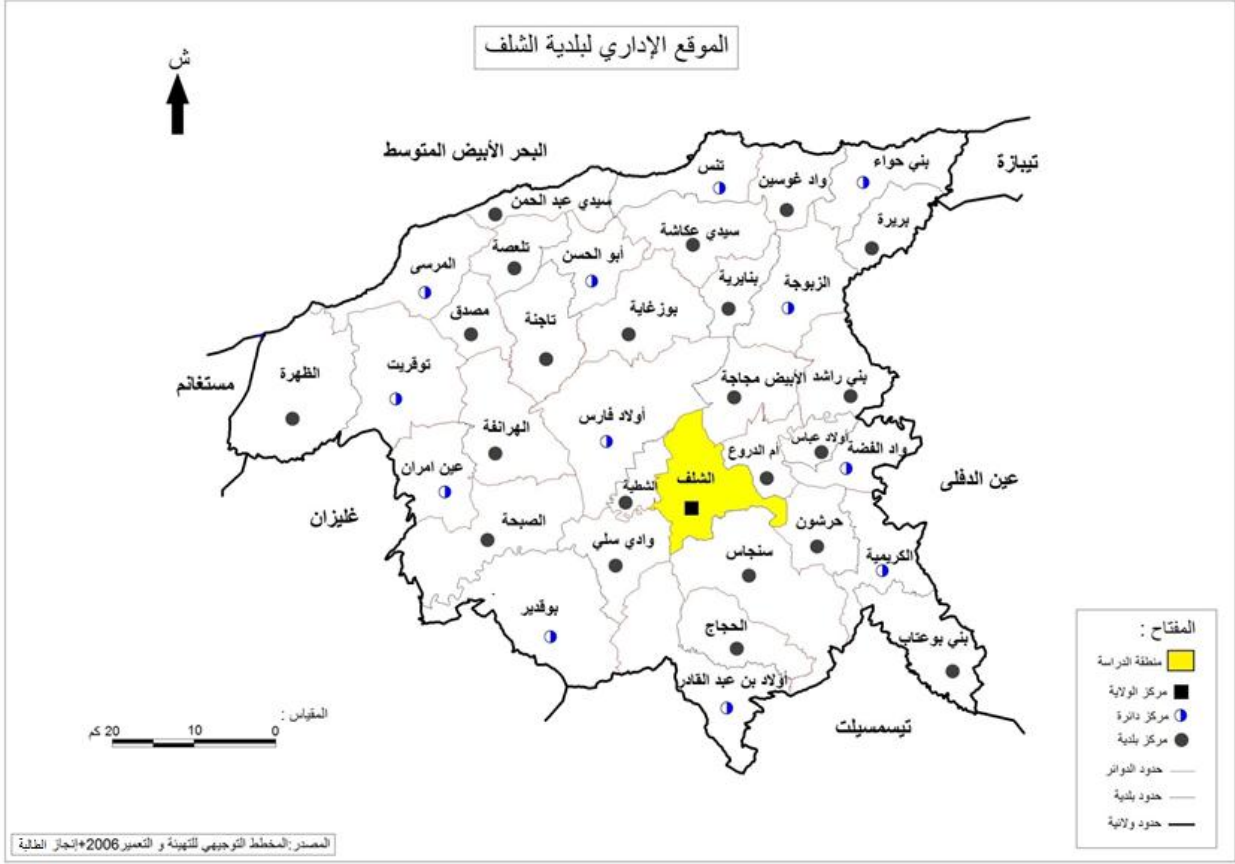 الموقع الإداري لبلدية الشلف
ش
البحر الأبيض المتوسط
تيبازة
بني حواء
تنس
واد غوسين
سيدي عبد الحمن
بريرة
سيدي عكاشة
تلعصة
أبو الحسن
المرسى
بنايرية
الزبوجة
مصدق
تاجنة
بوزغاية
مستغانم
الظهرة
توقريت
الأبيض مجاجة
بني راشد
أولاد فارس
الهرانفة
أولاد عباس
واد الفضة
أم الدروع
عين امران
الشلف
الشطية
عين الدفلى
غليزان
الصبحة
حرشون
وادي سلي
سنجاس
الكريمية
بوقدير
الحجاج
بني بوعتاب
أولاد بن عبد القادر
تيسمسيلت
المقياس :
0
10
20 كم
المفتاح :
منطقة الدراسة
مركز الولاية
مركز دائرة
مركز بلدية
حدود الدوائر
حدود بلدية
حدود ولائية
المصدر:المخطط التوجيهي للتهيئة و التعمير2006+إنجاز الطالبة